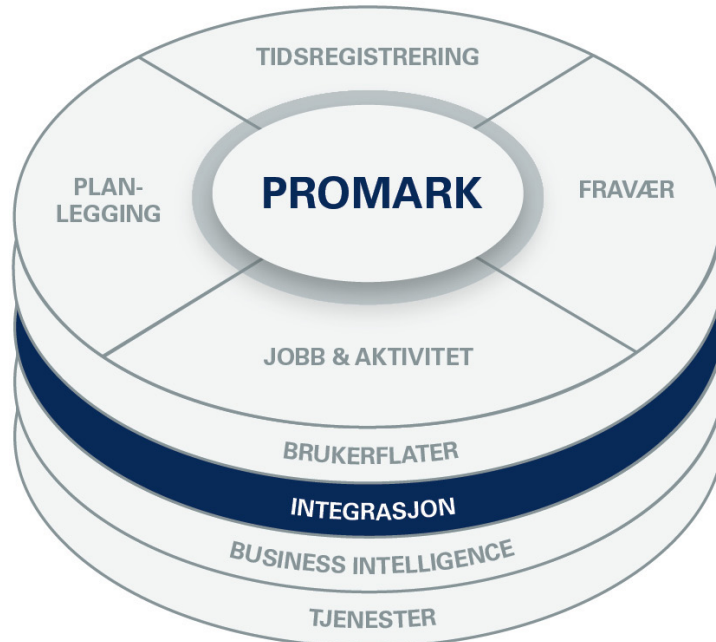 TIDSREGISTRERING
PLAN-
LEGGING
PROMARK
FRAVÆR
JOBB & AKTIVITET
BRUKERFLATER
INTEGRASJON
BUSINESS INTELLIGENCE
TJENESTER